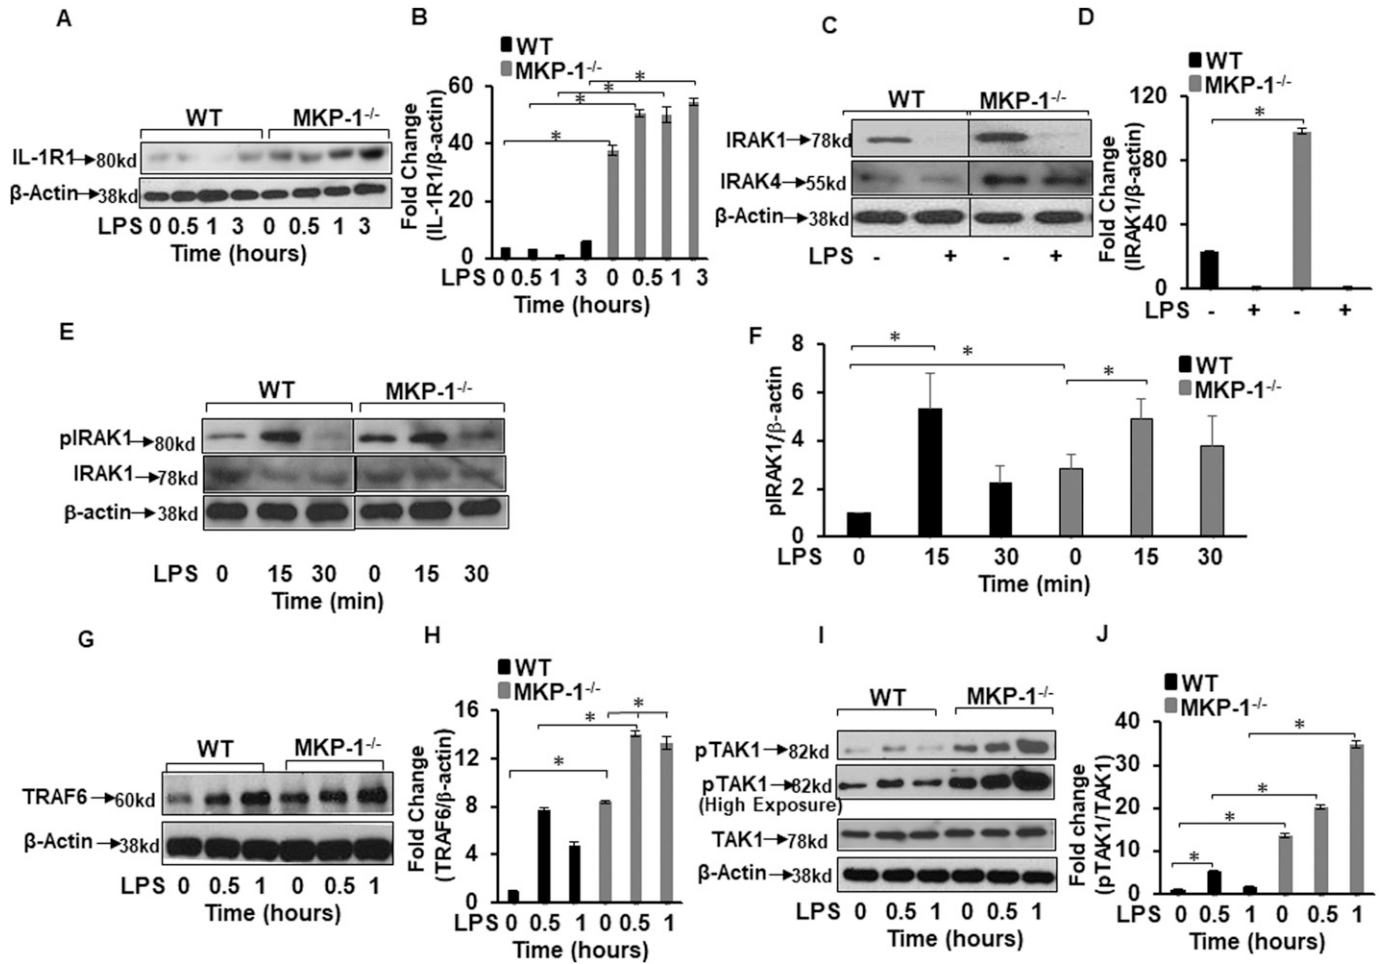 A
WT MKP-1-/-
IL-1R1→80kd
β-Actin→38kd
LPS 0 0.5 1 3 0 0.5 1 3
Time (hours)
B
WT
MKP-1-/-
Fold Change
(IL-1R1/β-actin)
60
40
20
0
* * * *
LPS 0 0.5 1 3 0 0.5 1 3
Time (hours)
C
WT MKP-1-/-
IRAK1→78kd
IRAK4→55kd
β-Actin→38kd
LPS - + - +
D
WT
MKP-1-/-
Fold Change
(IRAK1/β-actin)
120
80
40
0
*
LPS - + - +
E
WT MKP-1-/-
pIRAK1→80kd
IRAK1→78kd
β-actin→38kd
LPS 0 15 30 0 15 30
Time (min)
F
WT
MKP-1-/-
pIRAK1/β-actin
8
6
4
2
0
* * *
LPS 0 15 30 0 15 30
Time (min)
G
WT MKP-1-/-
TRAF6→60kd
β-Actin→38kd
LPS 0 0.5 1 0 0.5 1
Time (hours)
H
WT
MKP-1-/-
Fold Change
(TRAF6/β-actin)
16
12
8
4
0
* * *
LPS 0 0.5 1 0 0.5 1
Time (hours)
I
WT MKP-1-/-
pTAK1→82kd
pTAK1→82kd
(High Exposure)
TAK1→78kd
β-Actin→38kd
LPS 0 0.5 1 0 0.5 1
Time (hours)
J
WT
MKP-1-/-
Fold change
(pTAK1/TAK1)
40
30
20
10
0
* * * *
LPS 0 0.5 1 0 0.5 1
Time (hours)